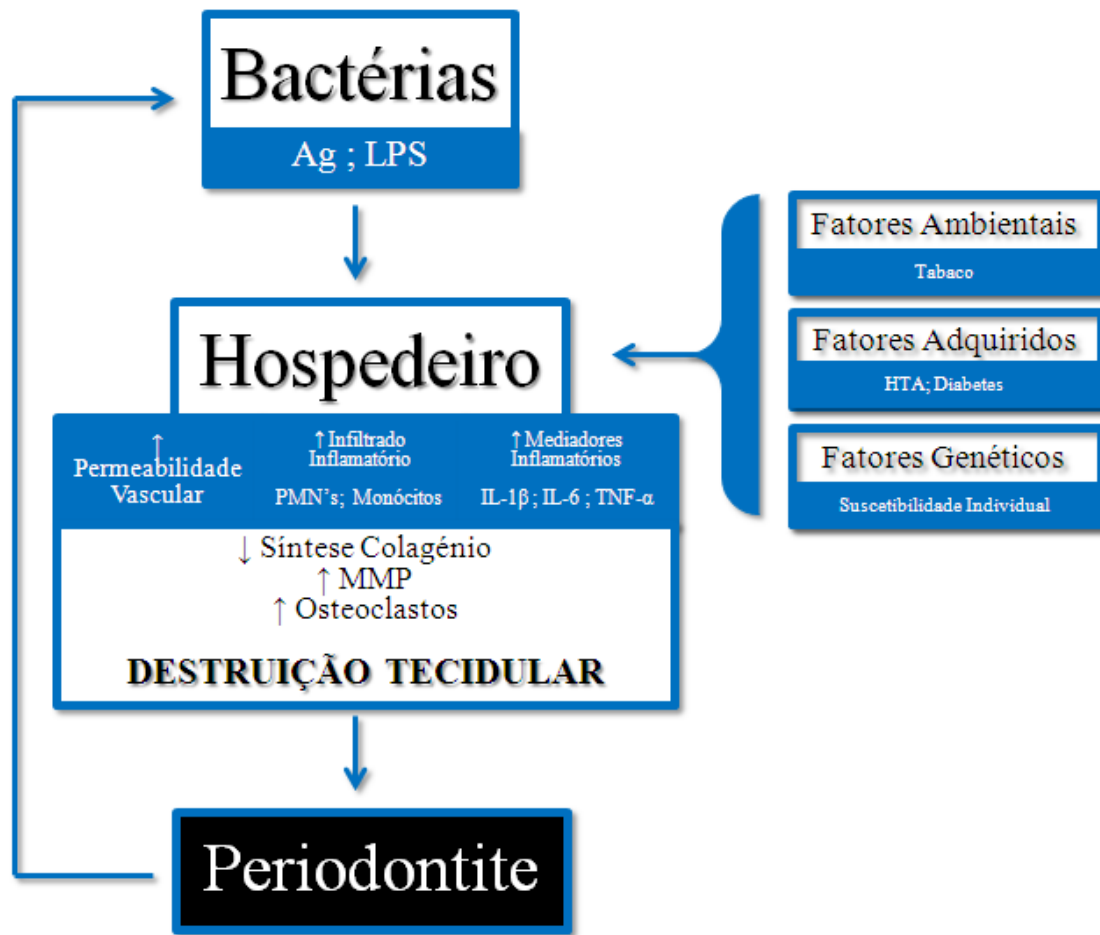 Bactérias
Ag ; LPS
Hospedeiro
↑
Permeabilidade
Vascular
↑ Infiltrado
Inflamatório
PMN's; Monócitos
↑ Mediadores
Inflamatórios
IL-1β ; IL-6 ; TNF-α
↓ Síntese Colagénio
↑ MMP
↑ Osteoclastos
DESTRUIÇÃO TECIDULAR
Periodontite
Fatores Ambientais
Tabaco
Fatores Adquiridos
HTA; Diabetes
Fatores Genéticos
Suscetibilidade Individual